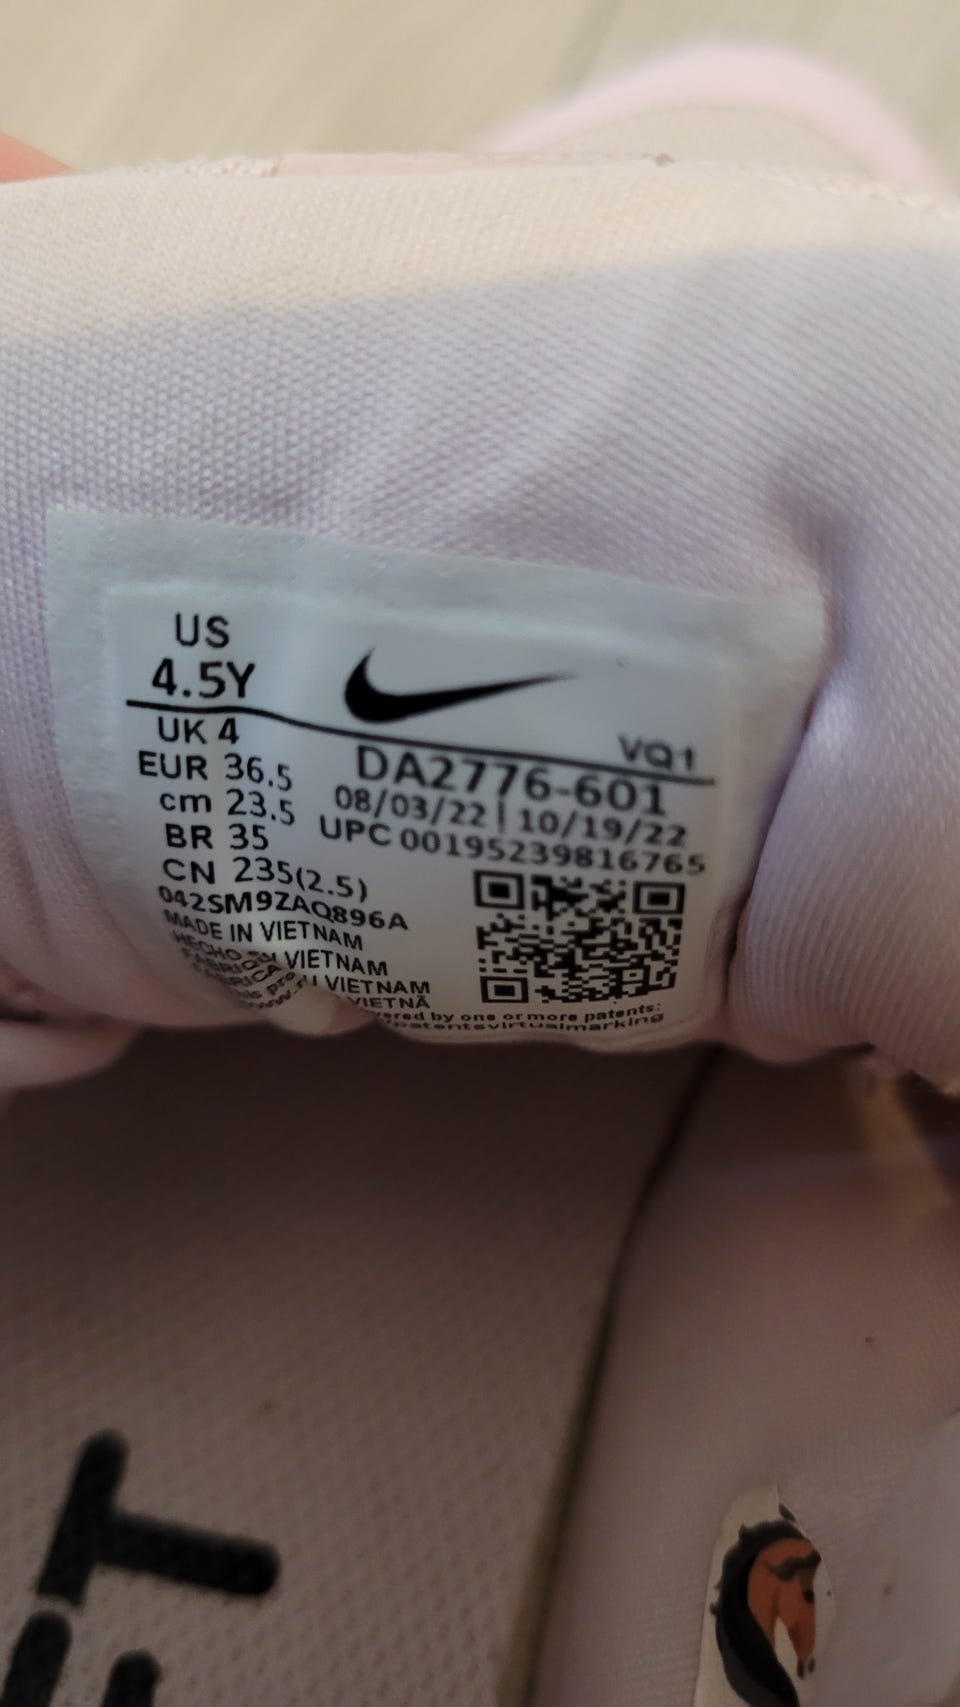 US
4.5Y
VQ1
UK 4
EUR 36.5
cm 23.5
BR 35
CN 235(2.5)
DA2776-601
08/03/22 | 10/19/22
UPC 00195239816765
042SM9ZAQ896A
MADE IN VIETNAM
HECHO VIETNAM
VIETNAM
VIETNÃ
by one or more patents:
patentsvirtualmarking